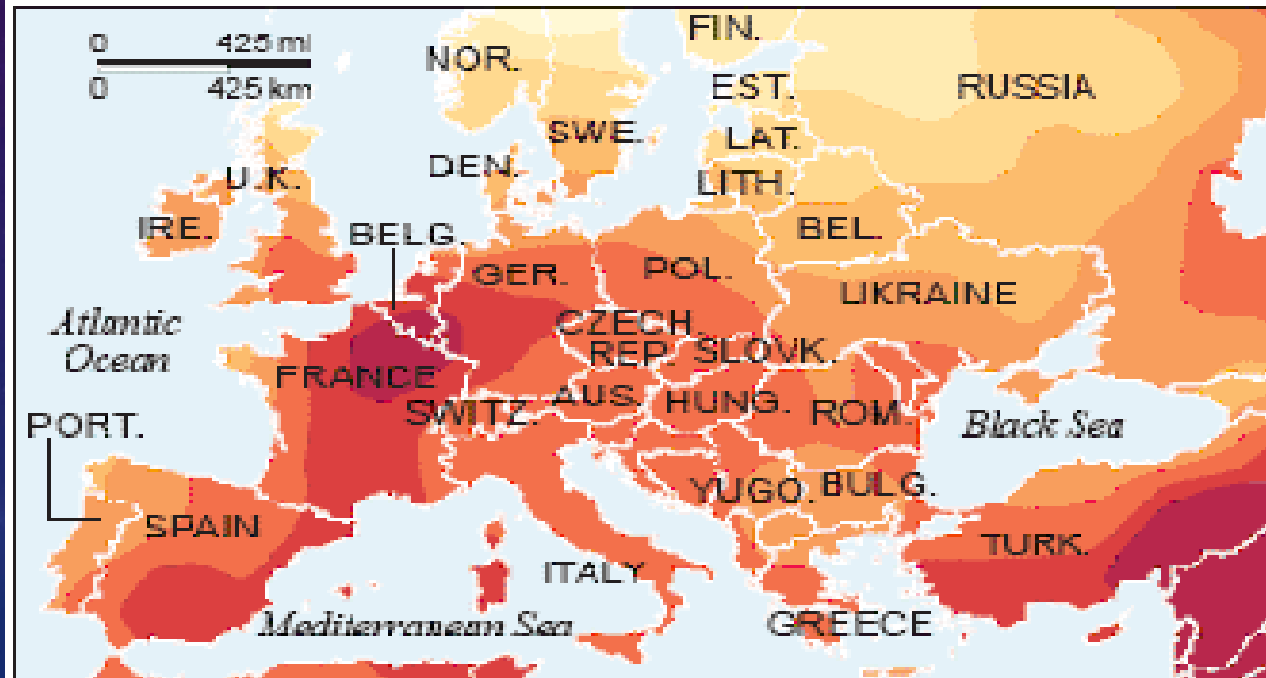 0 425 mi
0 425 km
NOR.
FIN.
RUSSIA
EST.
SWE.
LAT.
DEN.
LITH.
U.K.
IRE.
BELG.
BEL.
GER.
POL.
UKRAINE
Atlantic
Ocean
CZECH.
REP.
SLOVK.
FRANCE
SWITZ.
AUS.
HUNG.
ROM.
Black Sea
PORT.
YUGO.
BULG.
SPAIN
TURK.
ITALY
Mediterranean Sea
GREECE